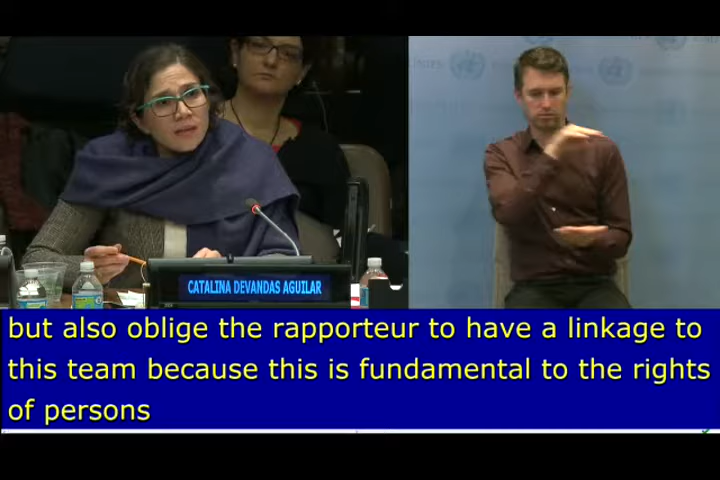 CATALINA DEVANDAS AGUILAR
but also oblige the rapporteur to have a linkage to
this team because this is fundamental to the rights
of persons